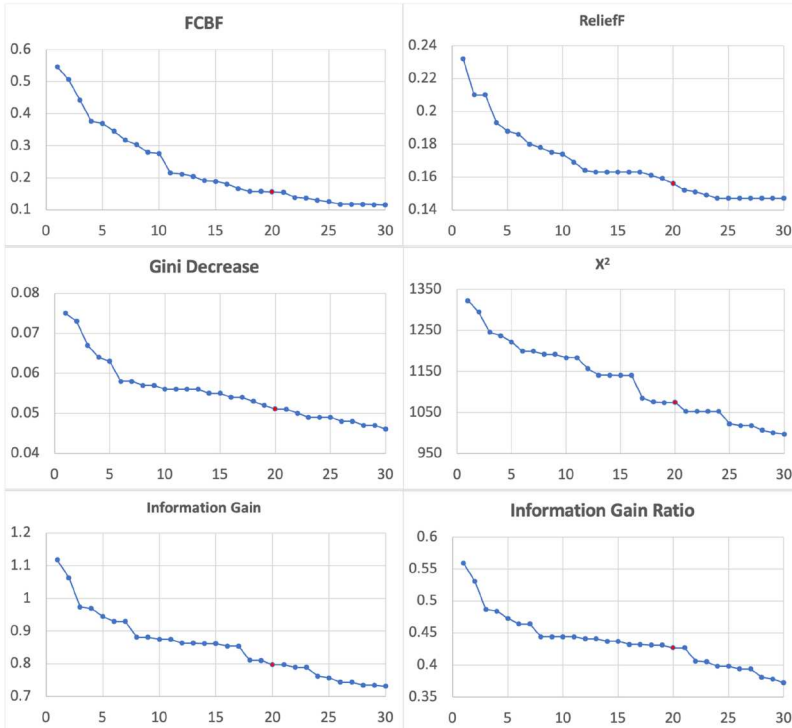 FCBF
0.6
0.5
0.4
0.3
0.2
0.1
0 5 10 15 20 25 30
ReliefF
0.24
0.22
0.2
0.18
0.16
0.14
0 5 10 15 20 25 30
Gini Decrease
0.08
0.07
0.06
0.05
0.04
0 5 10 15 20 25 30
X²
1350
1250
1150
1050
950
0 5 10 15 20 25 30
Information Gain
1.2
1.1
1
0.9
0.8
0.7
0 5 10 15 20 25 30
Information Gain Ratio
0.6
0.55
0.5
0.45
0.4
0.35
0 5 10 15 20 25 30